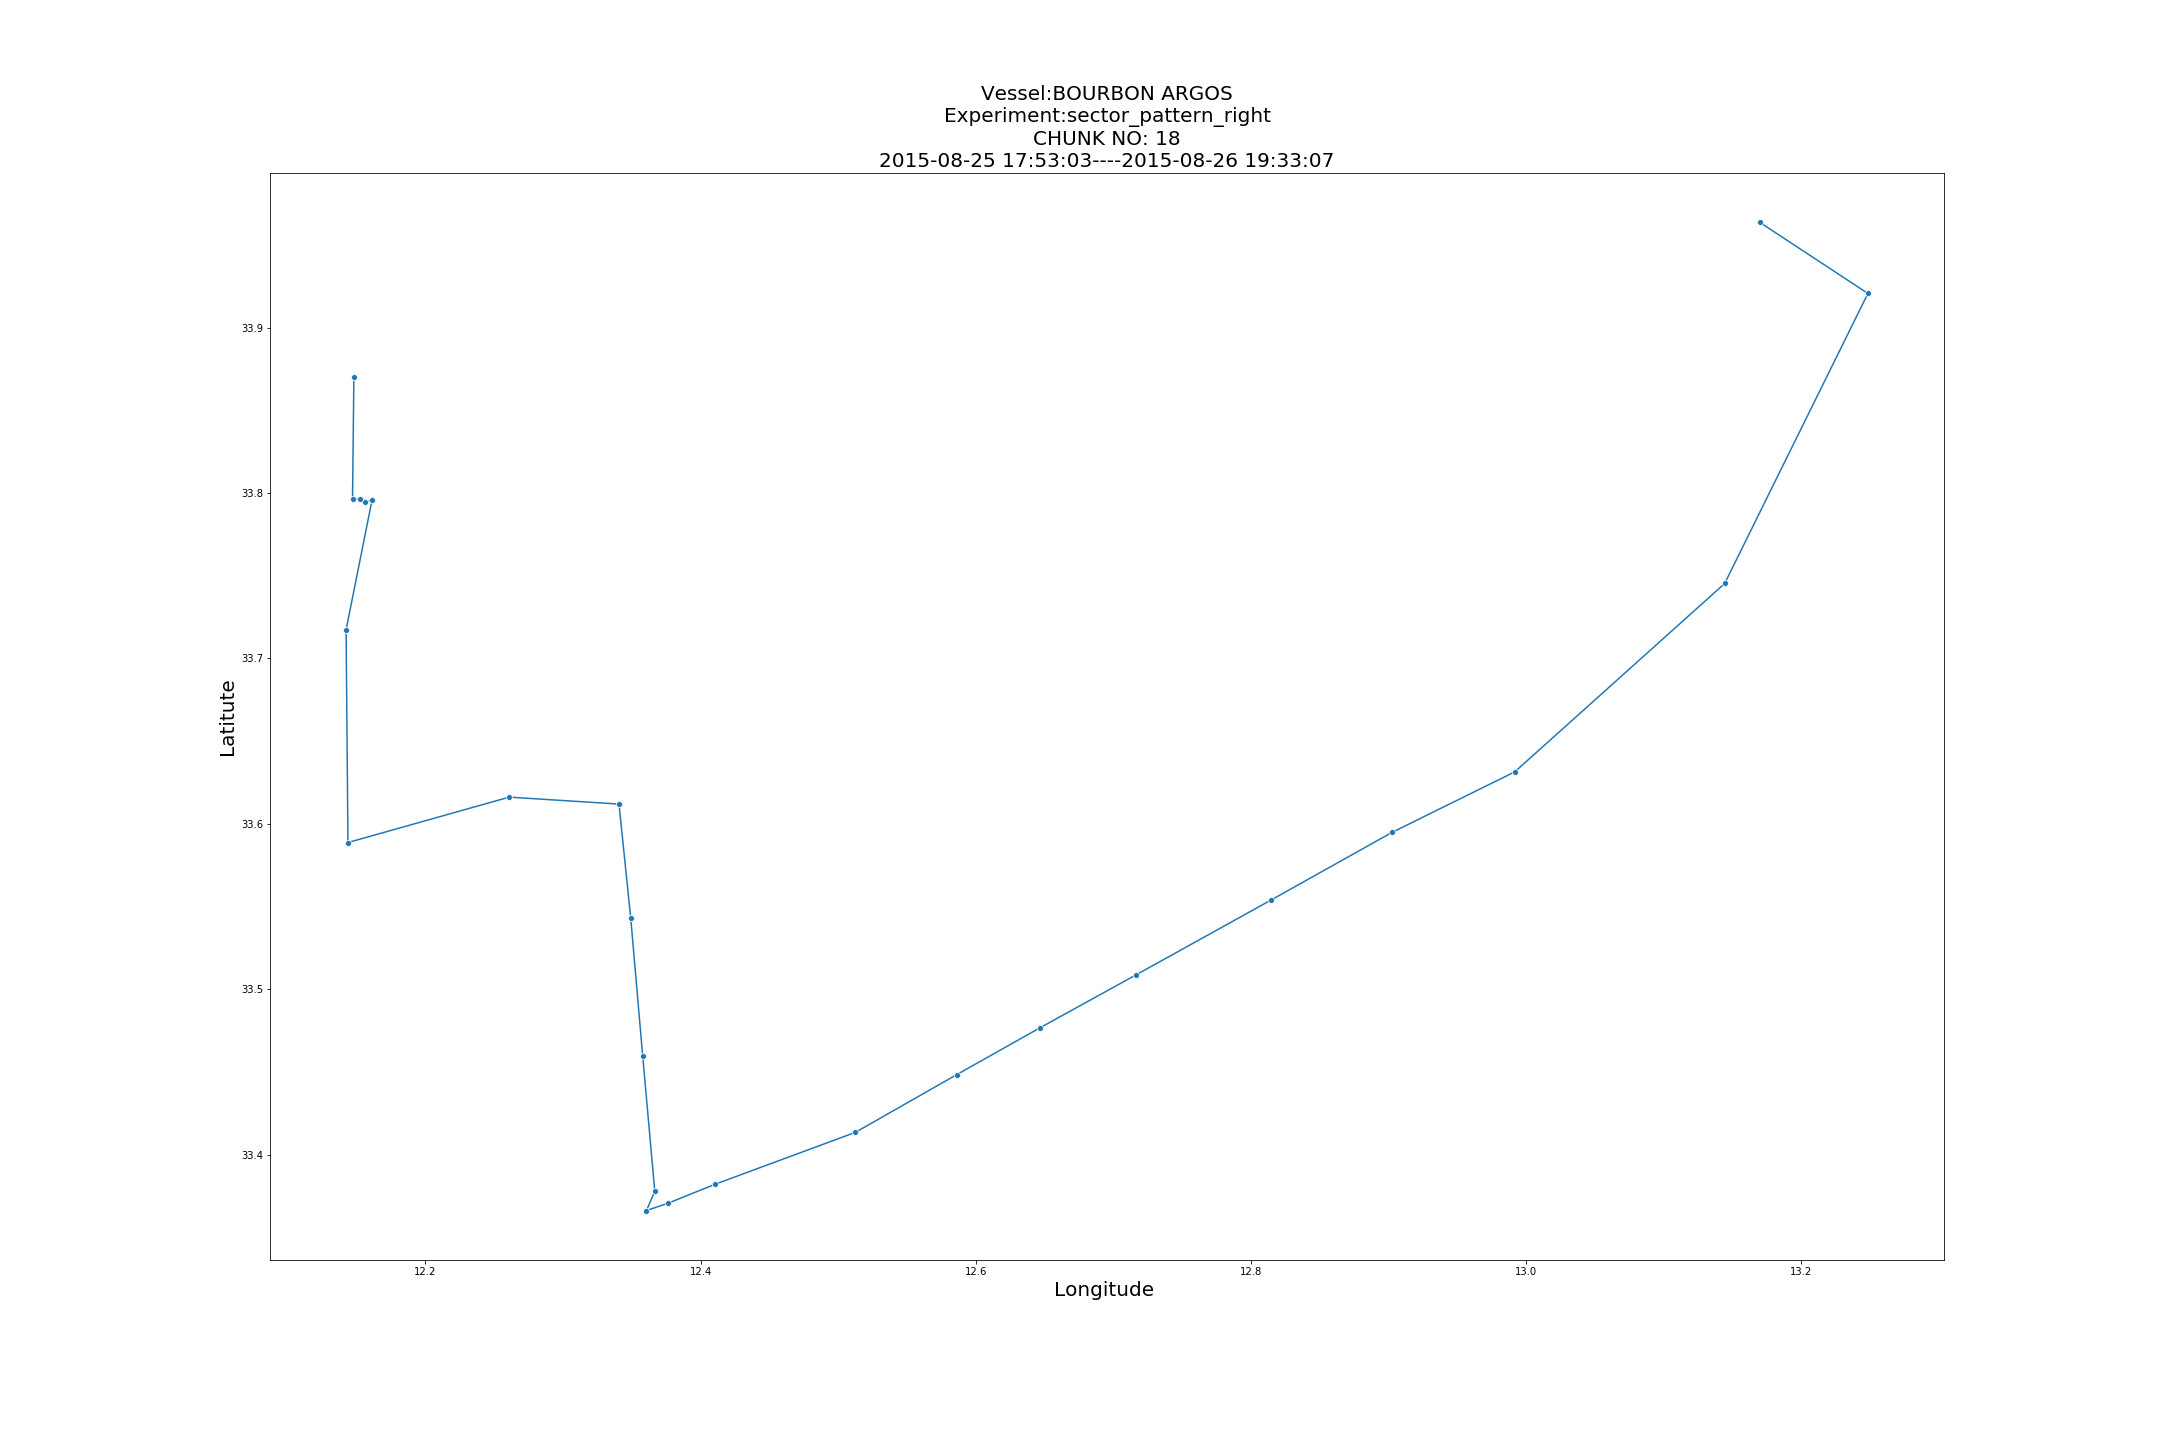 Vessel:BOURBON ARGOS
Experiment:sector_pattern_right
CHUNK NO: 18
2015-08-25 17:53:03----2015-08-26 19:33:07
33.9
33.8
33.7
33.6
33.5
33.4
Latitute
12.2
12.4
12.6
12.8
13.0
13.2
Longitude